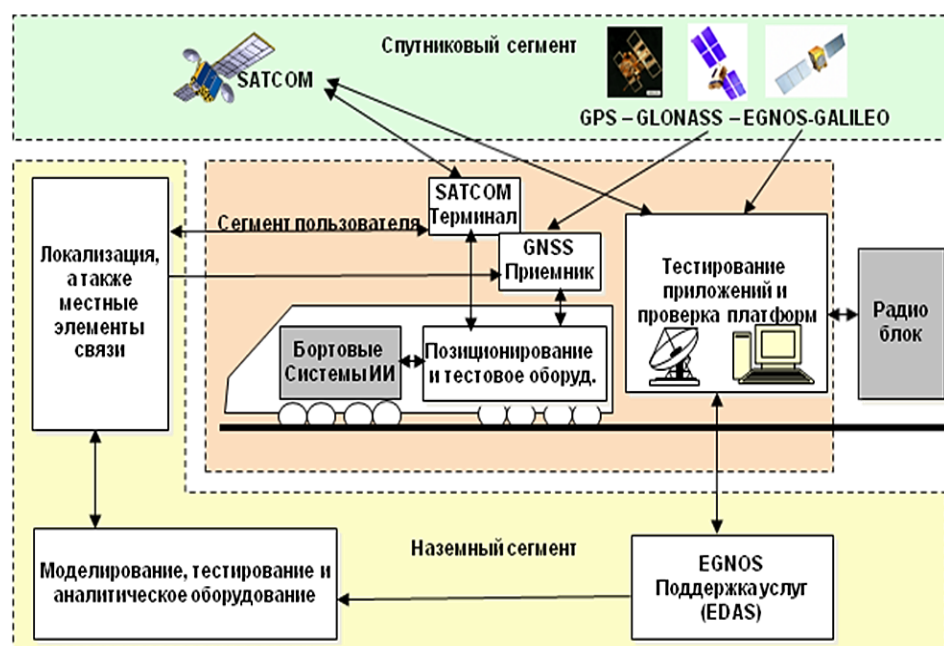 Спутниковый сегмент
SATCOM
GPS – GLONASS – EGNOS-GALILEO
SATCOM
Терминал
Сегмент пользователя
GNSS
Приемник
Локализация,
а также
местные
элементы
связи
Тестирование
приложений и
проверка платформ
Радио
блок
Бортовые
Системы ИИ
Позиционирование
и тестовое оборуд.
Наземный сегмент
Моделирование, тестирование и
аналитическое оборудование
EGNOS
Поддержка услуг
(EDAS)